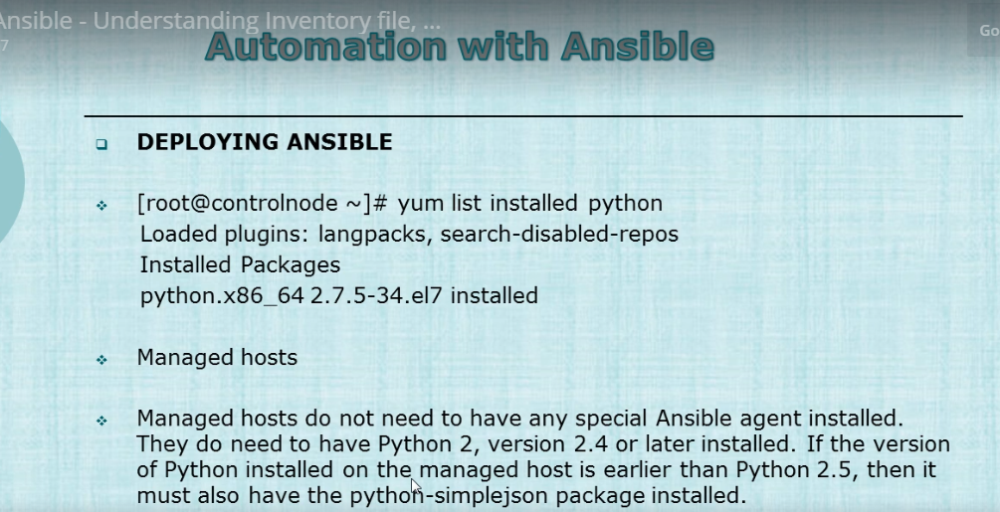 Ansible - Understanding Inventory file, ...
7
Go
Automation with Ansible
DEPLOYING ANSIBLE
[root@controlnode ~]# yum list installed python
Loaded plugins: langpacks, search-disabled-repos
Installed Packages
python.x86_64 2.7.5-34.el7 installed
Managed hosts
Managed hosts do not need to have any special Ansible agent installed.
They do need to have Python 2, version 2.4 or later installed. If the version
of Python installed on the managed host is earlier than Python 2.5, then it
must also have the python-simplejson package installed.